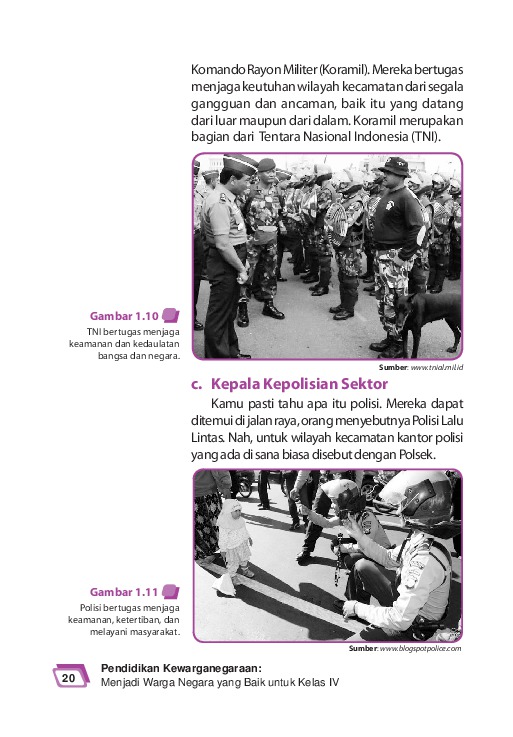 Komando Rayon Militer (Koramil). Mereka bertugas
menjaga keutuhan wilayah kecamatan dari segala
gangguan dan ancaman, baik itu yang datang
dari luar maupun dari dalam. Koramil merupakan
bagian dari Tentara Nasional Indonesia (TNI).
Gambar 1.10
TNI bertugas menjaga
keamanan dan kedaulatan
bangsa dan negara.
Sumber: www.tnial.mil.id
c. Kepala Kepolisian Sektor
Kamu pasti tahu apa itu polisi. Mereka dapat
ditemui di jalan raya, orang menyebutnya Polisi Lalu
Lintas. Nah, untuk wilayah kecamatan kantor polisi
yang ada di sana biasa disebut dengan Polsek.
Gambar 1.11
Polisi bertugas menjaga
keamanan, ketertiban, dan
melayani masyarakat.
Sumber: www.blogspotpolice.com
20
Pendidikan Kewarganegaraan:
Menjadi Warga Negara yang Baik untuk Kelas IV